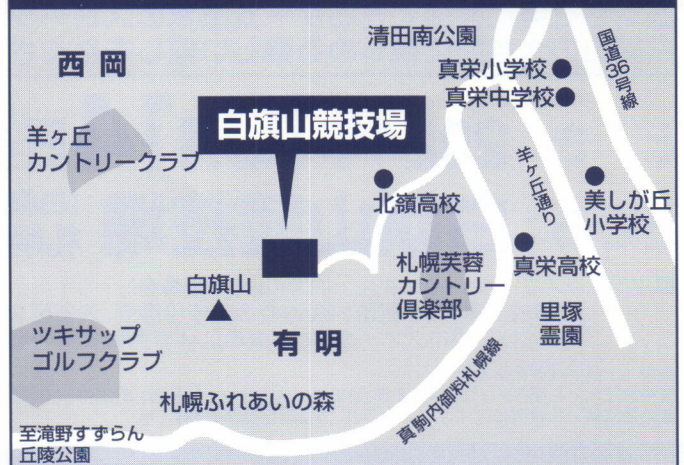 清田南公園
西岡
真栄小学校
真栄中学校
国道36号線
白旗山競技場
羊ヶ丘
カントリークラブ
羊ヶ丘通り
北嶺高校
美しが丘
小学校
札幌芙蓉
カントリー
倶楽部
真栄高校
白旗山
里塚
霊園
有明
ツキサップ
ゴルフクラブ
札幌ふれあいの森
真駒内御料札幌線
至滝野すずらん
丘陵公園